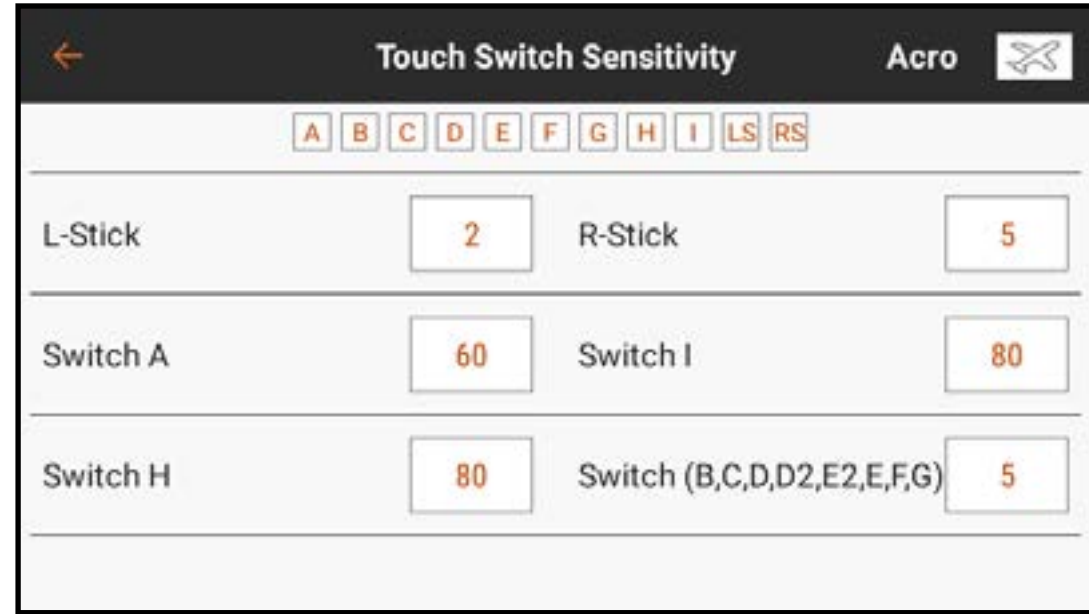 Touch Switch Sensitivity Acro
A B C D E F G H I LS RS
L-Stick 2 R-Stick 5
Switch A 60 Switch I 80
Switch H 80 Switch (B,C,D,D2,E2,E,F,G) 5